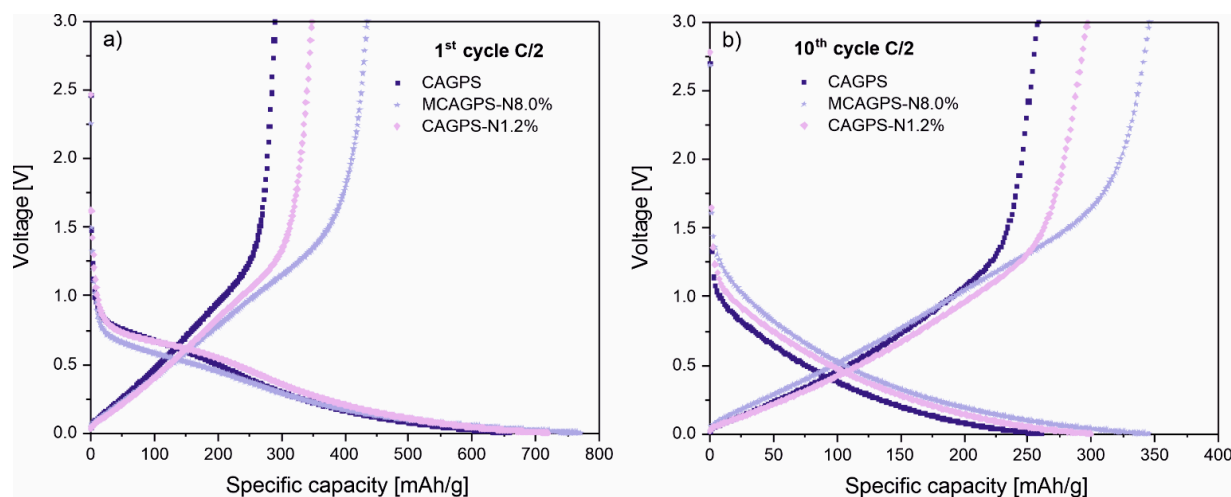 a)
1st cycle C/2
CAGPS
MCAGPS-N8.0%
CAGPS-N1.2%
Voltage [V]
3.0
2.5
2.0
1.5
1.0
0.5
0.0
0 100 200 300 400 500 600 700 800
Specific capacity [mAh/g]
b)
10th cycle C/2
CAGPS
MCAGPS-N8.0%
CAGPS-N1.2%
Voltage [V]
3.0
2.5
2.0
1.5
1.0
0.5
0.0
0 50 100 150 200 250 300 350 400
Specific capacity [mAh/g]